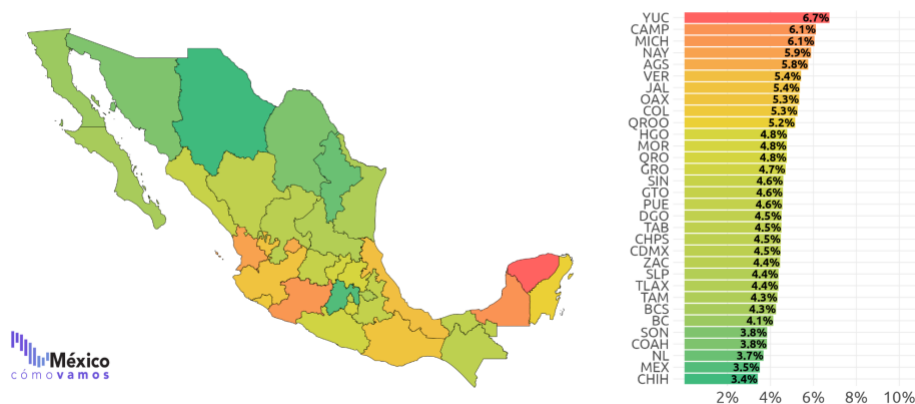 YUC 6.7%
CAMP 6.1%
MICH 6.1%
NAY 5.9%
AGS 5.8%
VER 5.4%
JAL 5.4%
OAX 5.3%
COL 5.3%
QROO 5.2%
HGO 4.8%
MOR 4.8%
QRO 4.8%
GRO 4.7%
SIN 4.6%
GTO 4.6%
PUE 4.6%
DGO 4.5%
TAB 4.5%
CHPS 4.5%
CDMX 4.5%
ZAC 4.4%
SLP 4.4%
TLAX 4.4%
TAM 4.3%
BCS 4.3%
BC 4.1%
SON 3.8%
COAH 3.8%
NL 3.7%
MEX 3.5%
CHIH 3.4%
2% 4% 6% 8% 10%
México
cómovamos